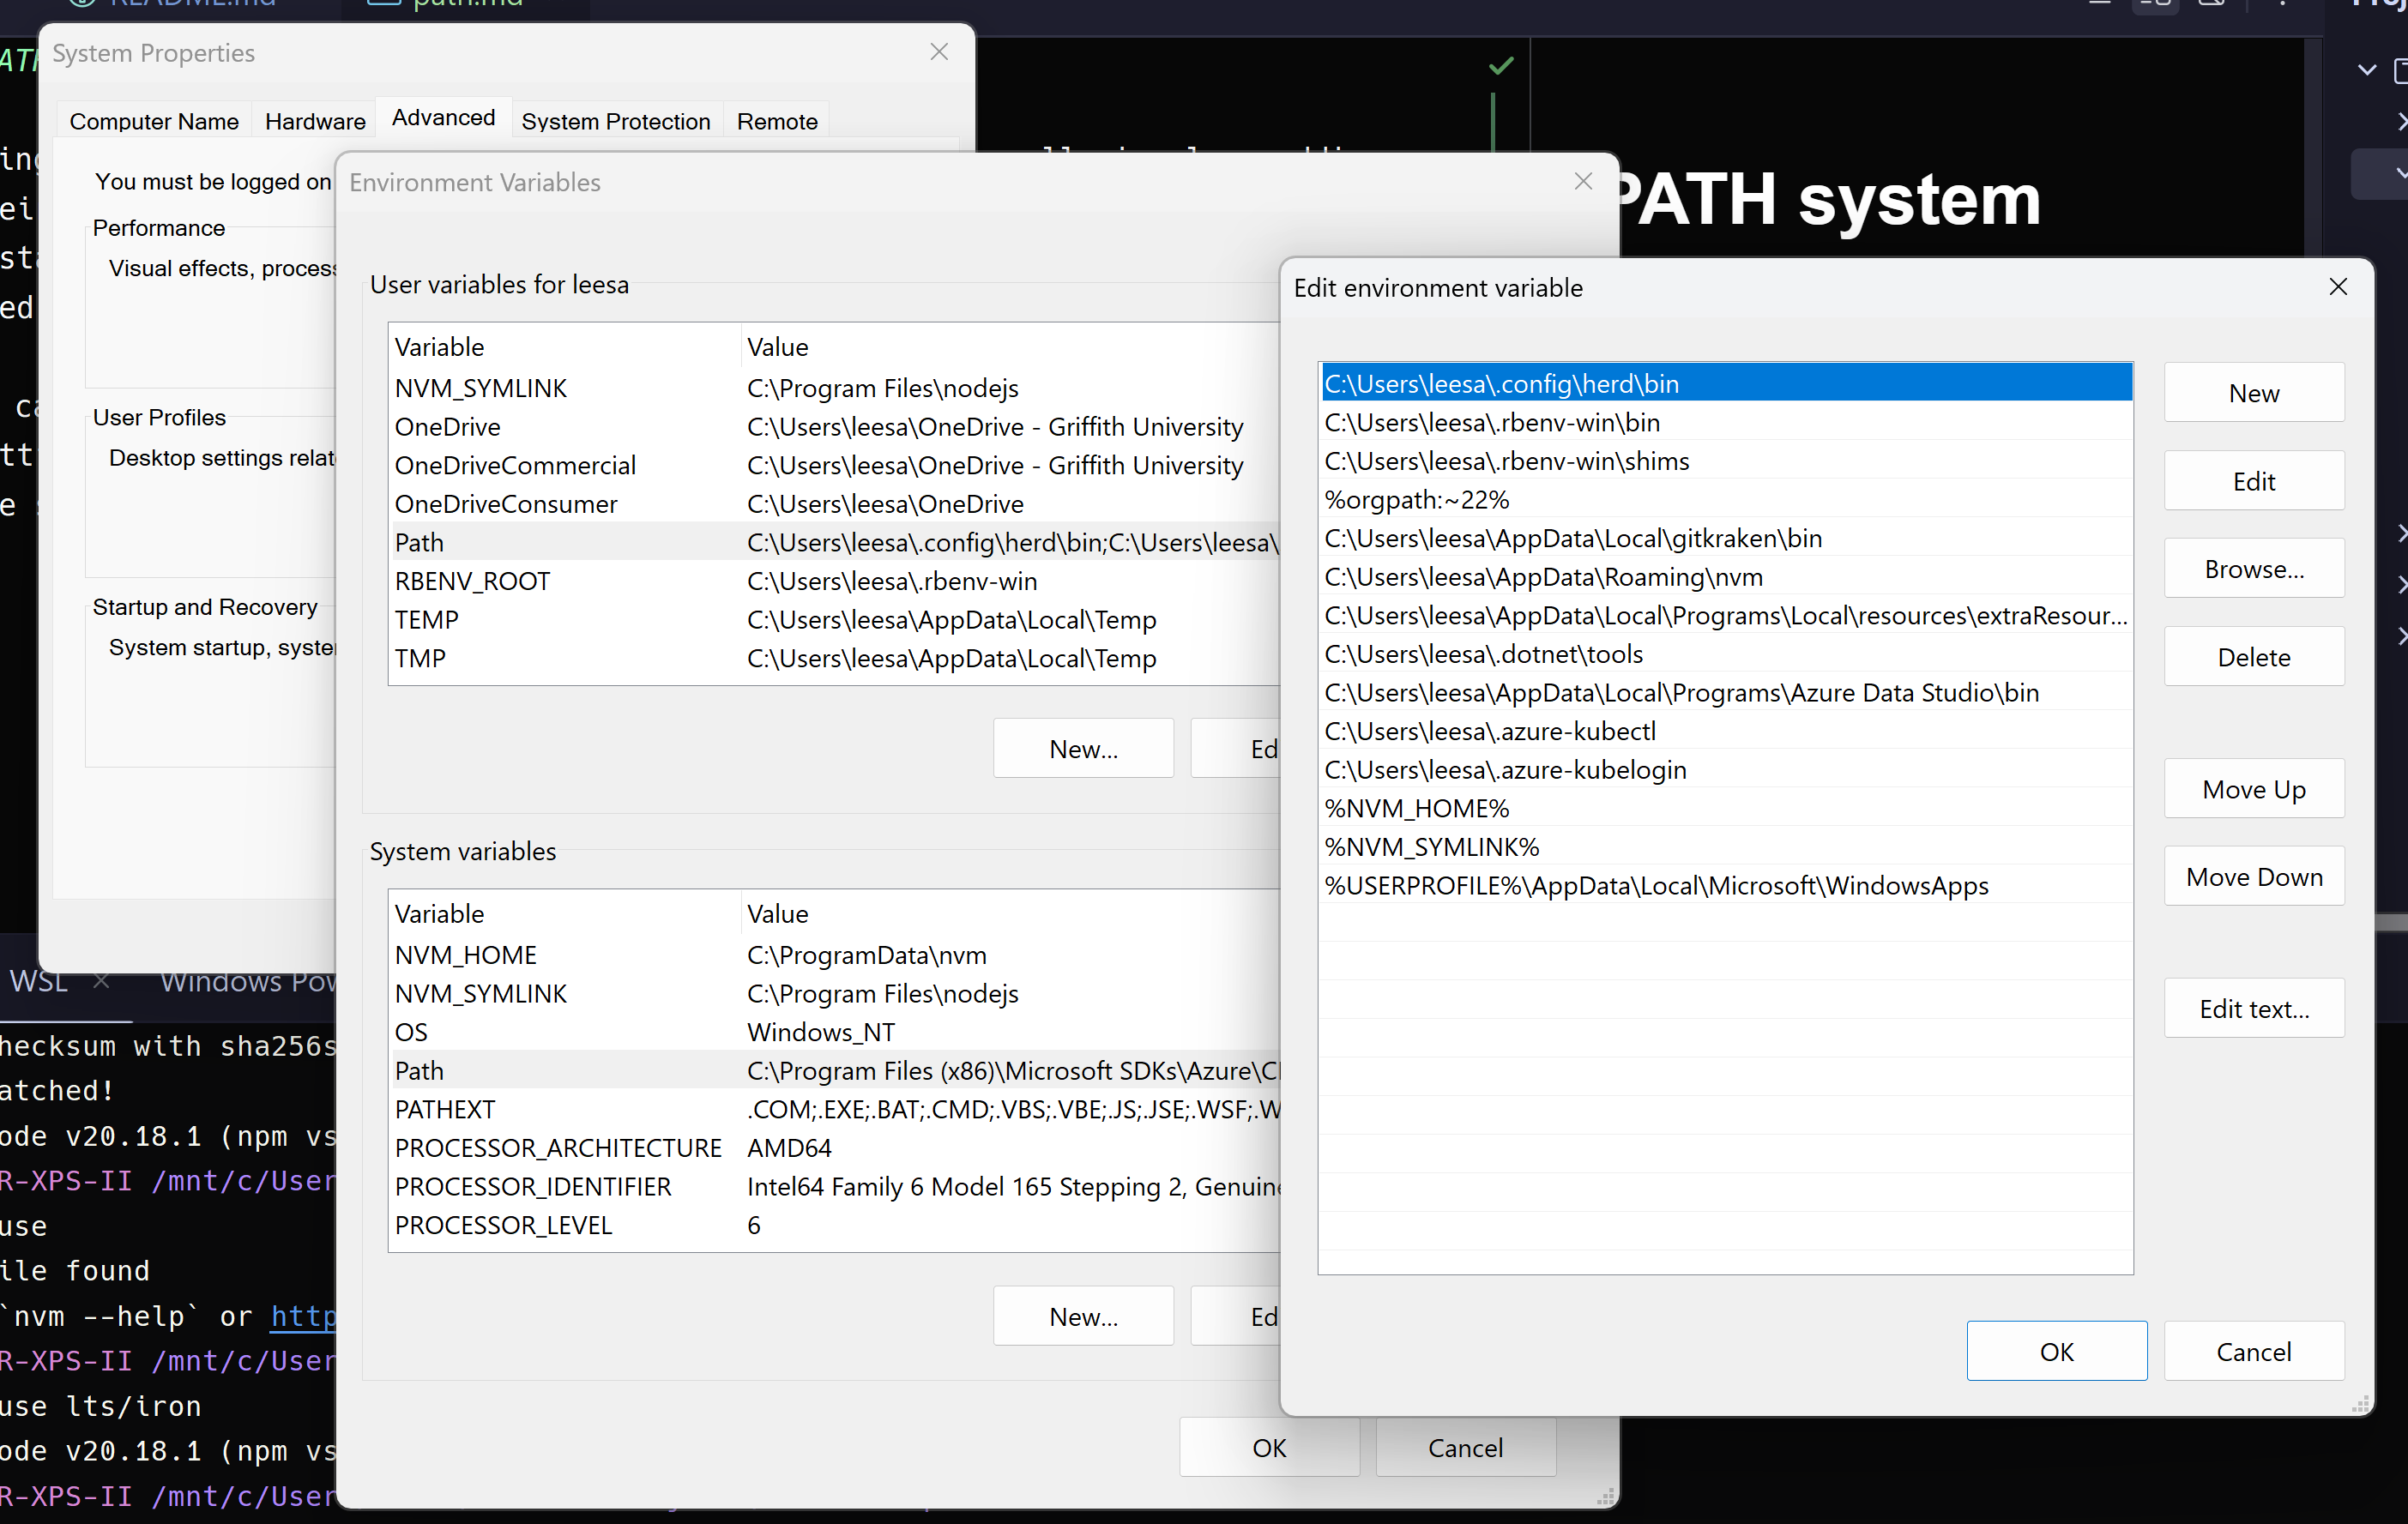 README.md
path.md
System Properties
Computer Name
Hardware
Advanced
System Protection
Remote
You must be logged on
Performance
Visual effects, process
User Profiles
Desktop settings relat
Startup and Recovery
System startup, syste
PATH system
Environment Variables
User variables for leesa
Variable Value
NVM_SYMLINK C:\Program Files\nodejs
OneDrive C:\Users\leesa\OneDrive - Griffith University
OneDriveCommercial C:\Users\leesa\OneDrive - Griffith University
OneDriveConsumer C:\Users\leesa\OneDrive
Path C:\Users\leesa\.config\herd\bin;C:\Users\leesa\
RBENV_ROOT C:\Users\leesa\.rbenv-win
TEMP C:\Users\leesa\AppData\Local\Temp
TMP C:\Users\leesa\AppData\Local\Temp
New...
Ed
System variables
Variable Value
NVM_HOME C:\ProgramData\nvm
NVM_SYMLINK C:\Program Files\nodejs
OS Windows_NT
Path C:\Program Files (x86)\Microsoft SDKs\Azure\CL
PATHEXT .COM;.EXE;.BAT;.CMD;.VBS;.VBE;.JS;.JSE;.WSF;.W
PROCESSOR_ARCHITECTURE AMD64
PROCESSOR_IDENTIFIER Intel64 Family 6 Model 165 Stepping 2, Genuine
PROCESSOR_LEVEL 6
New...
Ed
OK
Cancel
Edit environment variable
C:\Users\leesa\.config\herd\bin
C:\Users\leesa\.rbenv-win\bin
C:\Users\leesa\.rbenv-win\shims
%orgpath:~22%
C:\Users\leesa\AppData\Local\gitkraken\bin
C:\Users\leesa\AppData\Roaming\nvm
C:\Users\leesa\AppData\Local\Programs\Local\resources\extraResour...
C:\Users\leesa\.dotnet\tools
C:\Users\leesa\AppData\Local\Programs\Azure Data Studio\bin
C:\Users\leesa\.azure-kubectl
C:\Users\leesa\.azure-kubelogin
%NVM_HOME%
%NVM_SYMLINK%
%USERPROFILE%\AppData\Local\Microsoft\WindowsApps
New
Edit
Browse...
Delete
Move Up
Move Down
Edit text...
OK
Cancel
WSL
Windows Pow
hecksum with sha256s
atched!
ode v20.18.1 (npm vs
R-XPS-II /mnt/c/User
use
ile found
`nvm --help` or http
R-XPS-II /mnt/c/User
use lts/iron
ode v20.18.1 (npm vs
R-XPS-II /mnt/c/User